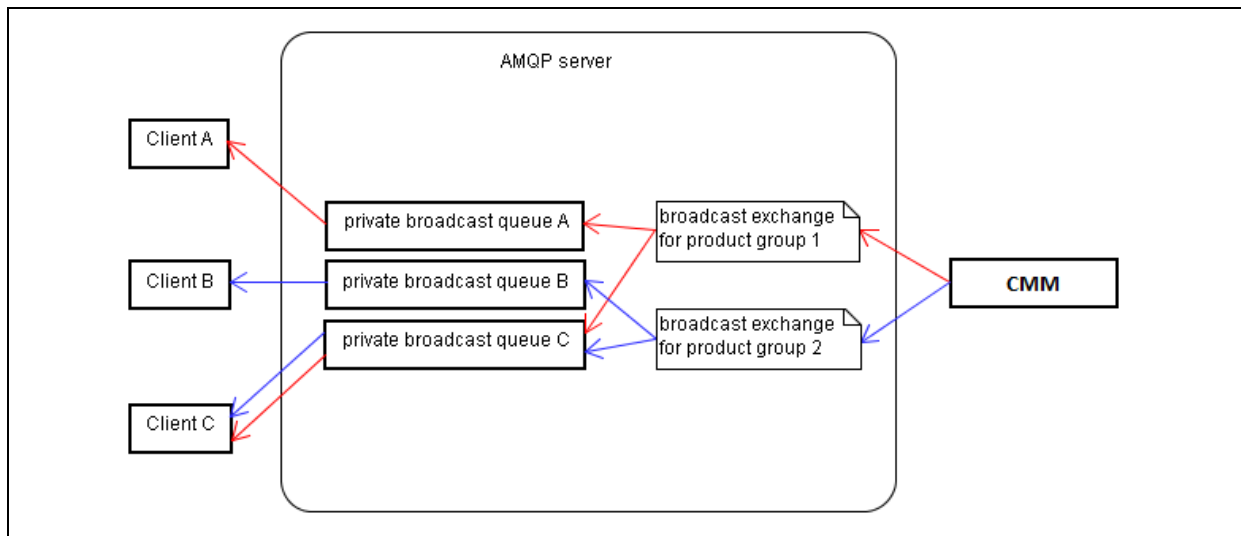 AMQP server
Client A
private broadcast queue A
broadcast exchange
for product group 1
Client B
private broadcast queue B
CMM
private broadcast queue C
broadcast exchange
for product group 2
Client C